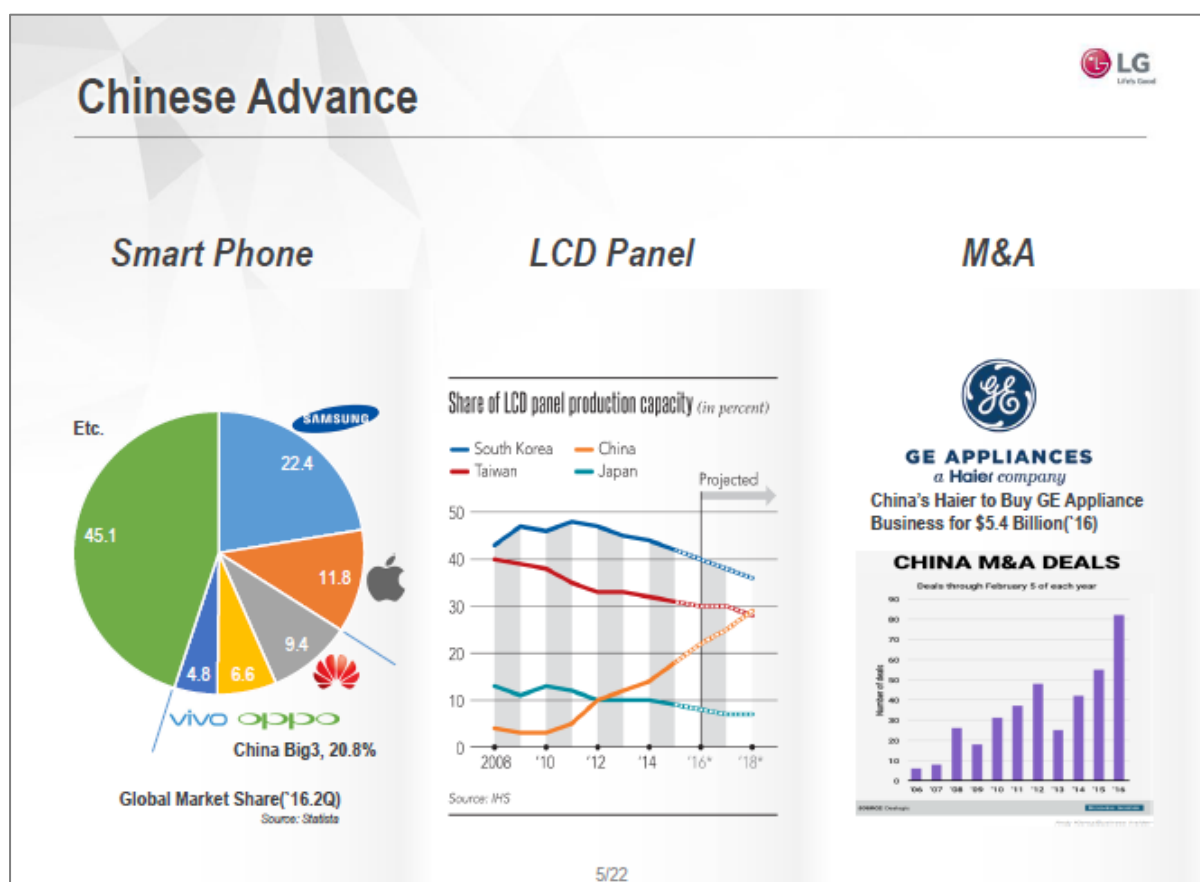 Chinese Advance
LG
Life's Good
Smart Phone
LCD Panel
M&A
Etc.
SAMSUNG
22.4
45.1
11.8
9.4
4.8
6.6
vivo oppo
China Big3, 20.8%
Global Market Share(`16.2Q)
Source: Statista
Share of LCD panel production capacity (in percent)
South Korea
China
Taiwan
Japan
Projected
50
40
30
20
10
0
2008 '10 '12 '14 '16* '18*
Source: IHS
GE
GE APPLIANCES
a Haier company
China's Haier to Buy GE Appliance
Business for $5.4 Billion(`16)
CHINA M&A DEALS
Deals through February 5 of each year
Number of deals
90
80
70
60
50
40
30
20
10
0
'06 '07 '08 '09 '10 '11 '12 '13 '14 '15 '16
SOURCE Dealogic
5/22